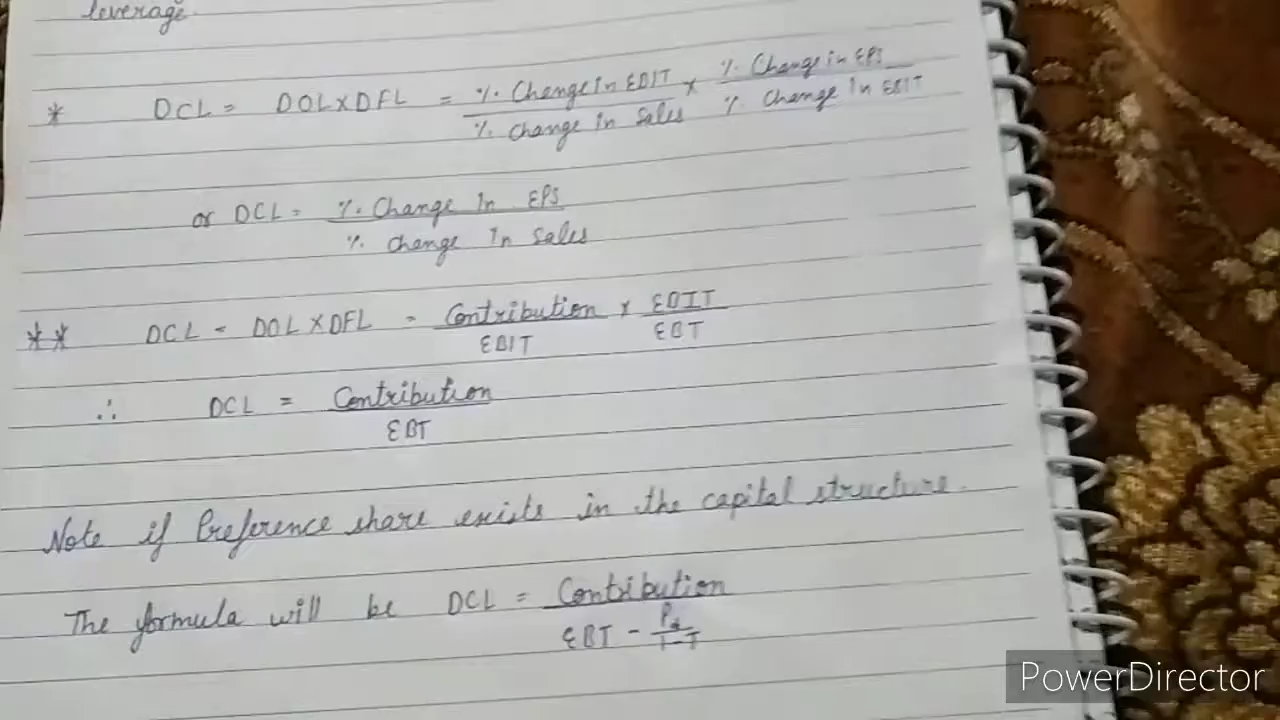 leverage
* DCL = DOL X DFL = % Change in EBIT / % Change in Sales x % Change in EPS / % Change in EBIT
or DCL = % Change In EPS / % Change In Sales
** DCL = DOL X DFL = Contribution / EBIT x EBIT / EBT
∴ DCL = Contribution / EBT
Note if Preference share exists in the capital structure.
The formula will be DCL = Contribution / EBT - Pd / 1-T
PowerDirector